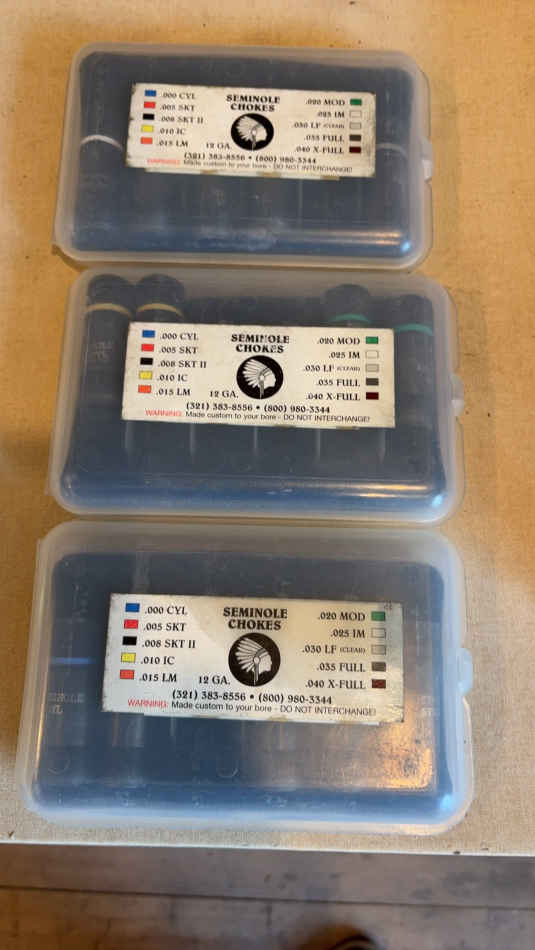 .000 CYL
.005 SKT
.008 SKT II
.010 IC
.015 LM
SEMINOLE
CHOKES
12 GA.
.020 MOD
.025 IM
.030 LF (CLEAR)
.035 FULL
.040 X-FULL
(321) 383-8556 • (800) 980-3344
WARNING: Made custom to your bore - DO NOT INTERCHANGE!
.000 CYL
.005 SKT
.008 SKT II
.010 IC
.015 LM
SEMINOLE
CHOKES
12 GA.
.020 MOD
.025 IM
.030 LF (CLEAR)
.035 FULL
.040 X-FULL
(321) 383-8556 • (800) 980-3344
WARNING: Made custom to your bore - DO NOT INTERCHANGE!
.000 CYL
.005 SKT
.008 SKT II
.010 IC
.015 LM
SEMINOLE
CHOKES
12 GA.
.020 MOD
.025 IM
.030 LF (CLEAR)
.035 FULL
.040 X-FULL
(321) 383-8556 • (800) 980-3344
WARNING: Made custom to your bore - DO NOT INTERCHANGE!